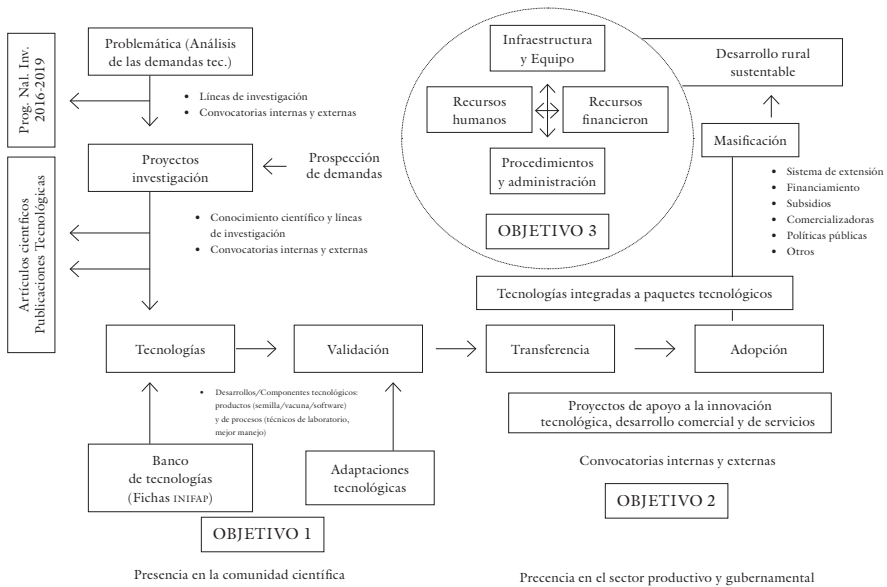 Prog. Nal. Inv.
2016-2019
Problemática (Análisis
de las demandas tec.)
• Líneas de investigación
• Convocatorias internas y externas
Artículos científicos
Publicaciones Tecnológicas
Proyectos
investigación
Prospección
de demandas
• Conocimiento científico y líneas
de investigación
• Convocatorias internas y externas
Infraestructura
y Equipo
Recursos
humanos
Recursos
financieron
Procedimientos
y administración
OBJETIVO 3
Desarrollo rural
sustentable
Masificación
• Sistema de extensión
• Financiamiento
• Subsidios
• Comercializadoras
• Políticas públicas
• Otros
Tecnologías integradas a paquetes tecnológicos
Tecnologías
Validación
Transferencia
Adopción
• Desarrollos/Componentes tecnológicos:
productos (semilla/vacuna/software)
y de procesos (técnicos de laboratorio,
mejor manejo)
Banco
de tecnologías
(Fichas INIFAP)
Adaptaciones
tecnológicas
Proyectos de apoyo a la innovación
tecnológica, desarrollo comercial y de servicios
Convocatorias internas y externas
OBJETIVO 1
OBJETIVO 2
Presencia en la comunidad científica
Precencia en el sector productivo y gubernamental